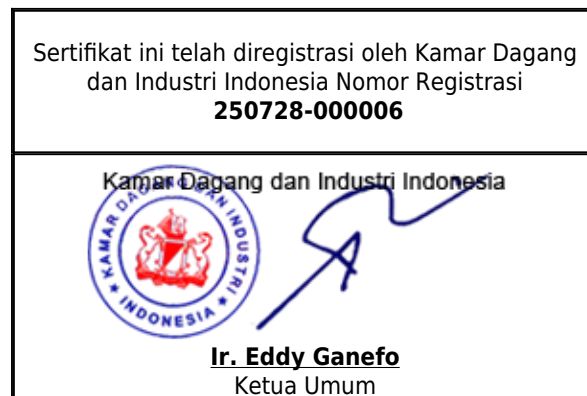 Sertifikat ini telah diregistrasi oleh Kamar Dagang
dan Industri Indonesia Nomor Registrasi
250728-000006
Kamar Dagang dan Industri Indonesia
KAMAR DAGANG DAN INDUSTRI
INDONESIA
Ir. Eddy Ganefo
Ketua Umum